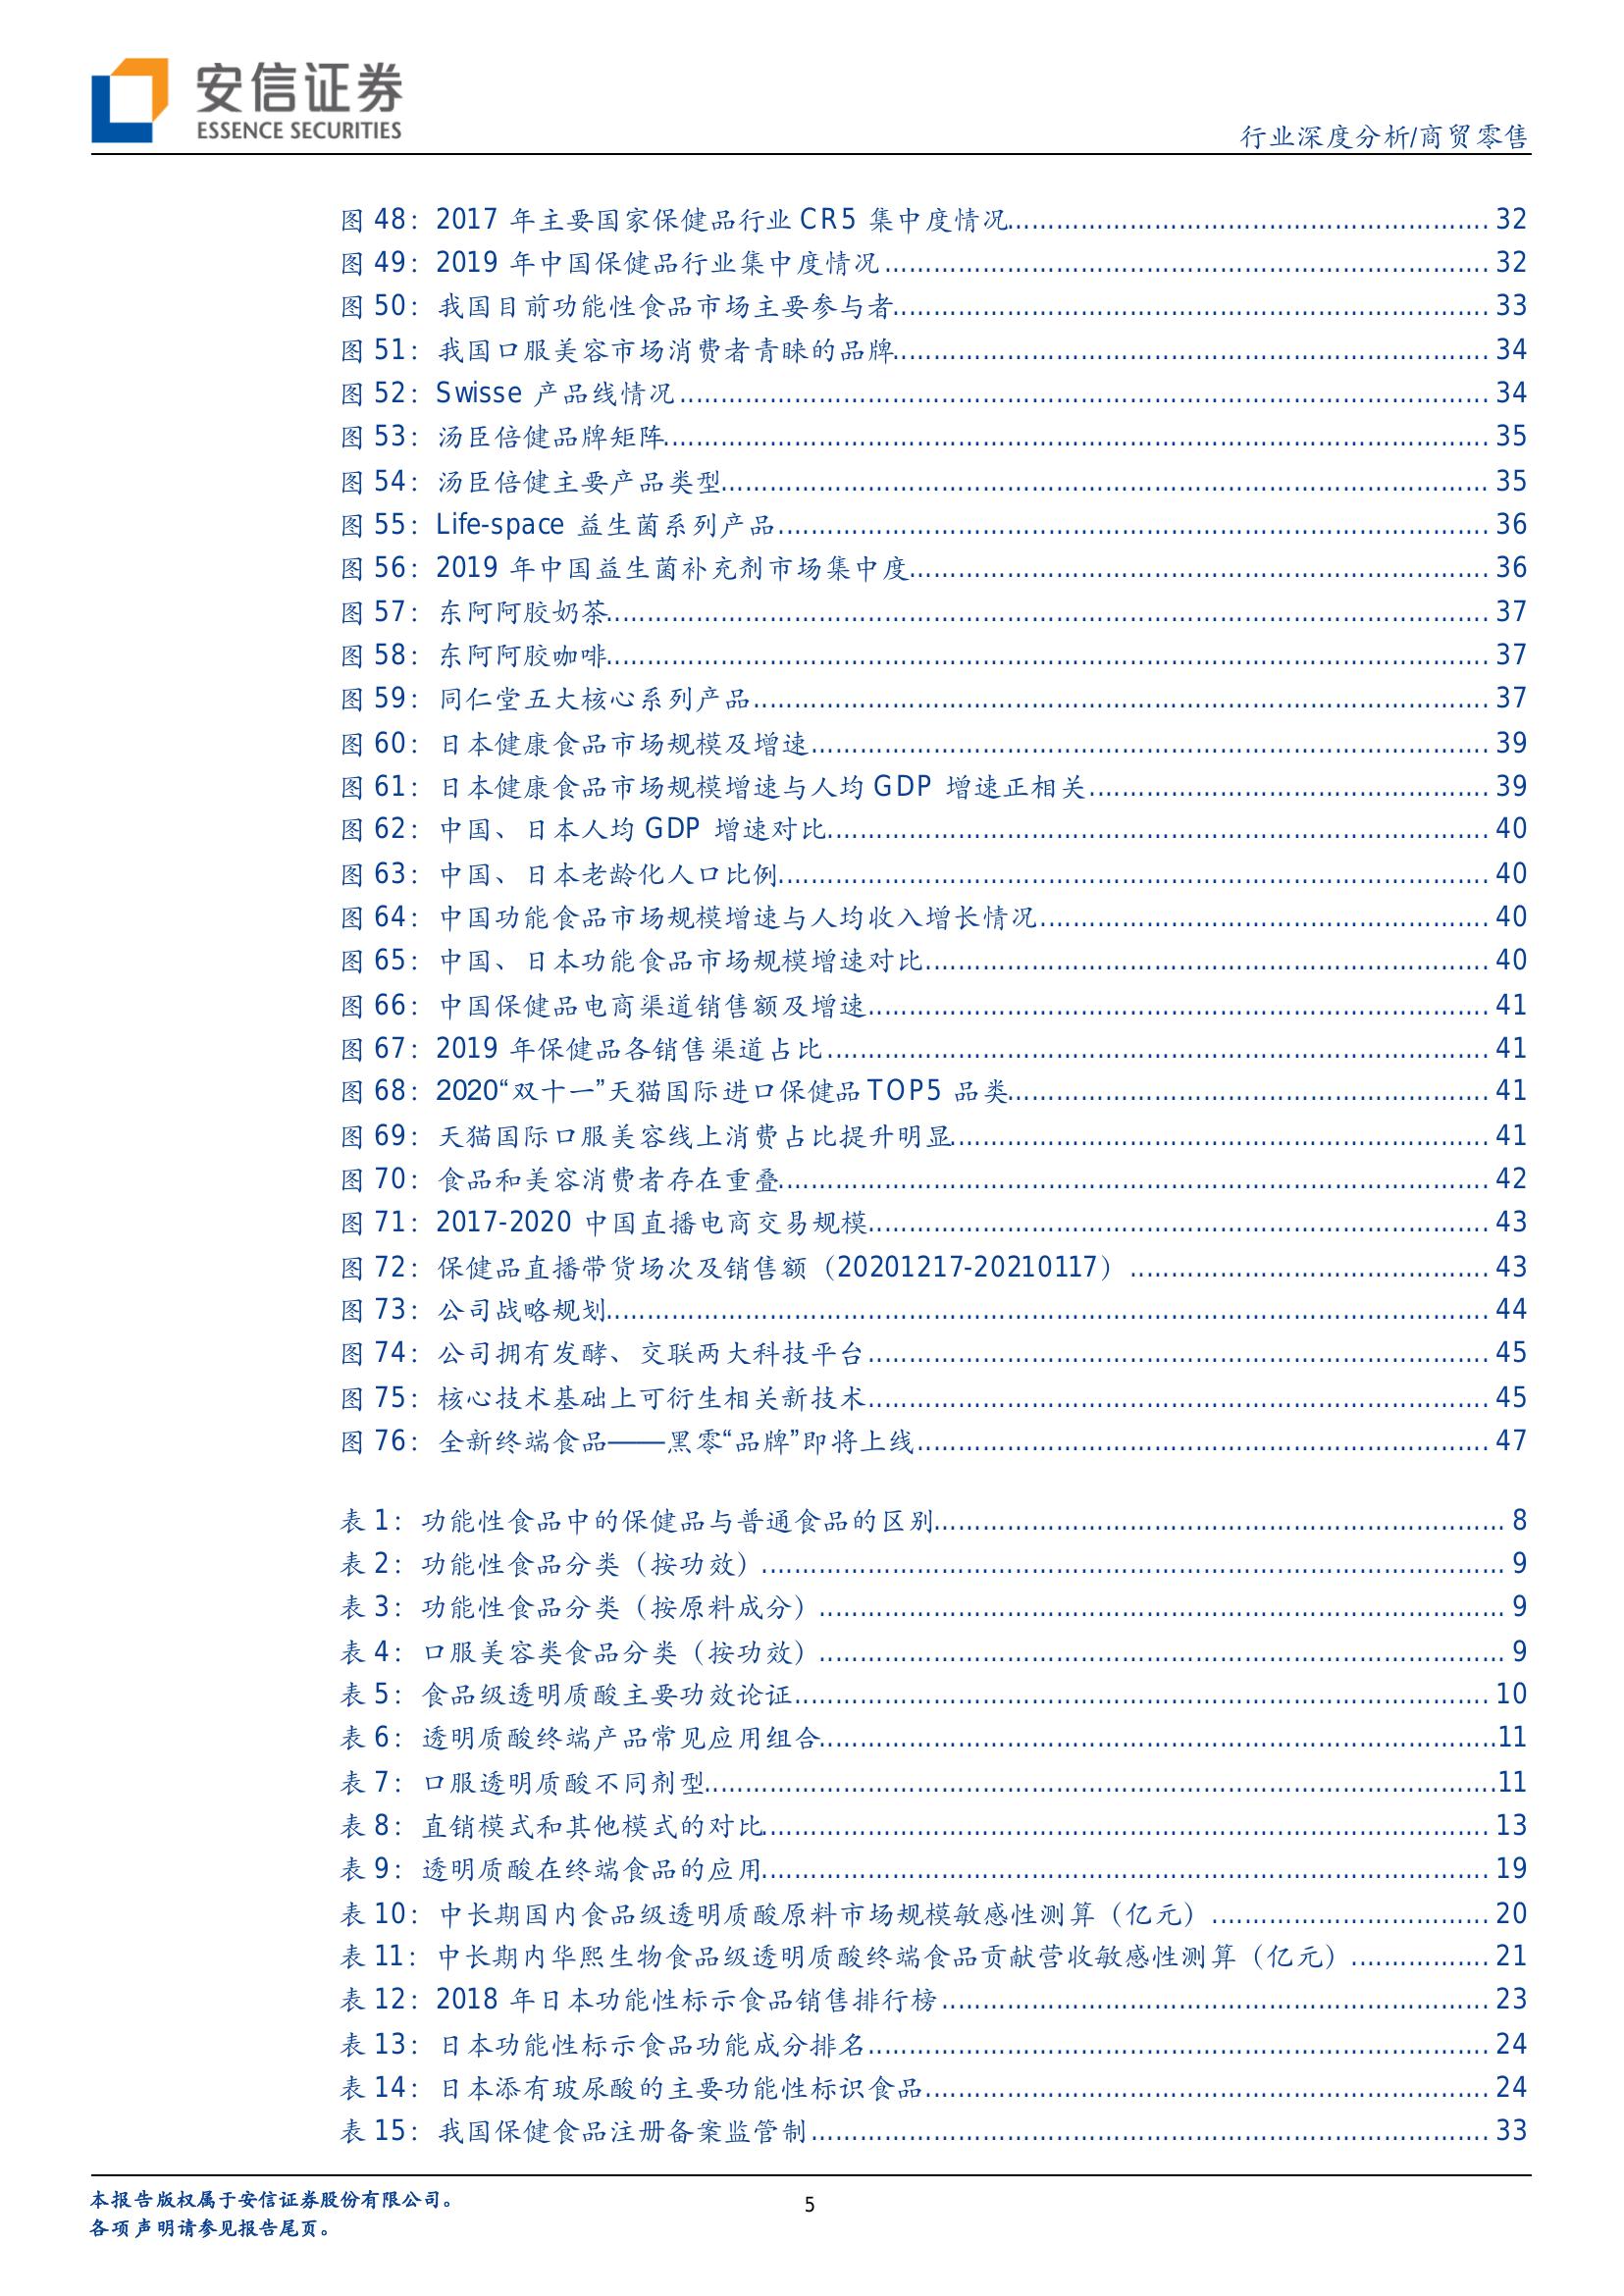 安信证券
ESSENCE SECURITIES
行业深度分析/商贸零售
图 48：2017 年主要国家保健品行业 CR5 集中度情况 32
图 49：2019 年中国保健品行业集中度情况 32
图 50：我国目前功能性食品市场主要参与者 33
图 51：我国口服美容市场消费者青睐的品牌 34
图 52：Swisse 产品线情况 34
图 53：汤臣倍健品牌矩阵 35
图 54：汤臣倍健主要产品类型 35
图 55：Life-space 益生菌系列产品 36
图 56：2019 年中国益生菌补充剂市场集中度 36
图 57：东阿阿胶奶茶 37
图 58：东阿阿胶咖啡 37
图 59：同仁堂五大核心系列产品 37
图 60：日本健康食品市场规模及增速 39
图 61：日本健康食品市场规模增速与人均 GDP 增速正相关 39
图 62：中国、日本人均 GDP 增速对比 40
图 63：中国、日本老龄化人口比例 40
图 64：中国功能食品市场规模增速与人均收入增长情况 40
图 65：中国、日本功能食品市场规模增速对比 40
图 66：中国保健品电商渠道销售额及增速 41
图 67：2019 年保健品各销售渠道占比 41
图 68：2020“双十一”天猫国际进口保健品 TOP5 品类 41
图 69：天猫国际口服美容线上消费占比提升明显 41
图 70：食品和美容消费者存在重叠 42
图 71：2017-2020 中国直播电商交易规模 43
图 72：保健品直播带货场次及销售额（20201217-20210117） 43
图 73：公司战略规划 44
图 74：公司拥有发酵、交联两大科技平台 45
图 75：核心技术基础上可衍生相关新技术 45
图 76：全新终端食品——黑零“品牌”即将上线 47
表 1：功能性食品中的保健品与普通食品的区别 8
表 2：功能性食品分类（按功效） 9
表 3：功能性食品分类（按原料成分） 9
表 4：口服美容类食品分类（按功效） 9
表 5：食品级透明质酸主要功效论证 10
表 6：透明质酸终端产品常见应用组合 11
表 7：口服透明质酸不同剂型 11
表 8：直销模式和其他模式的对比 13
表 9：透明质酸在终端食品的应用 19
表 10：中长期国内食品级透明质酸原料市场规模敏感性测算（亿元） 20
表 11：中长期内华熙生物食品级透明质酸终端食品贡献营收敏感性测算（亿元） 21
表 12：2018 年日本功能性标示食品销售排行榜 23
表 13：日本功能性标示食品功能成分排名 24
表 14：日本添有玻尿酸的主要功能性标识食品 24
表 15：我国保健食品注册备案监管制 33
本报告版权属于安信证券股份有限公司。
各项声明请参见报告尾页。
5